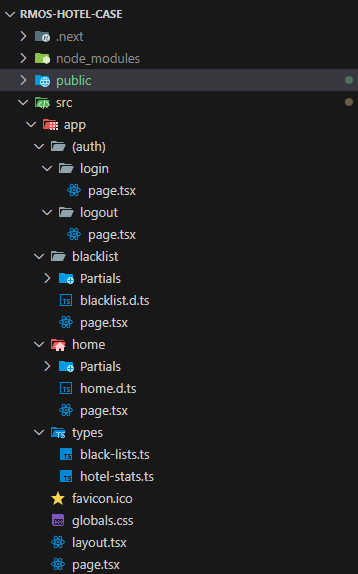 RMOS-HOTEL-CASE
.next
node_modules
public
src
app
(auth)
login
page.tsx
logout
page.tsx
blacklist
Partials
blacklist.d.ts
page.tsx
home
Partials
home.d.ts
page.tsx
types
black-lists.ts
hotel-stats.ts
favicon.ico
globals.css
layout.tsx
page.tsx